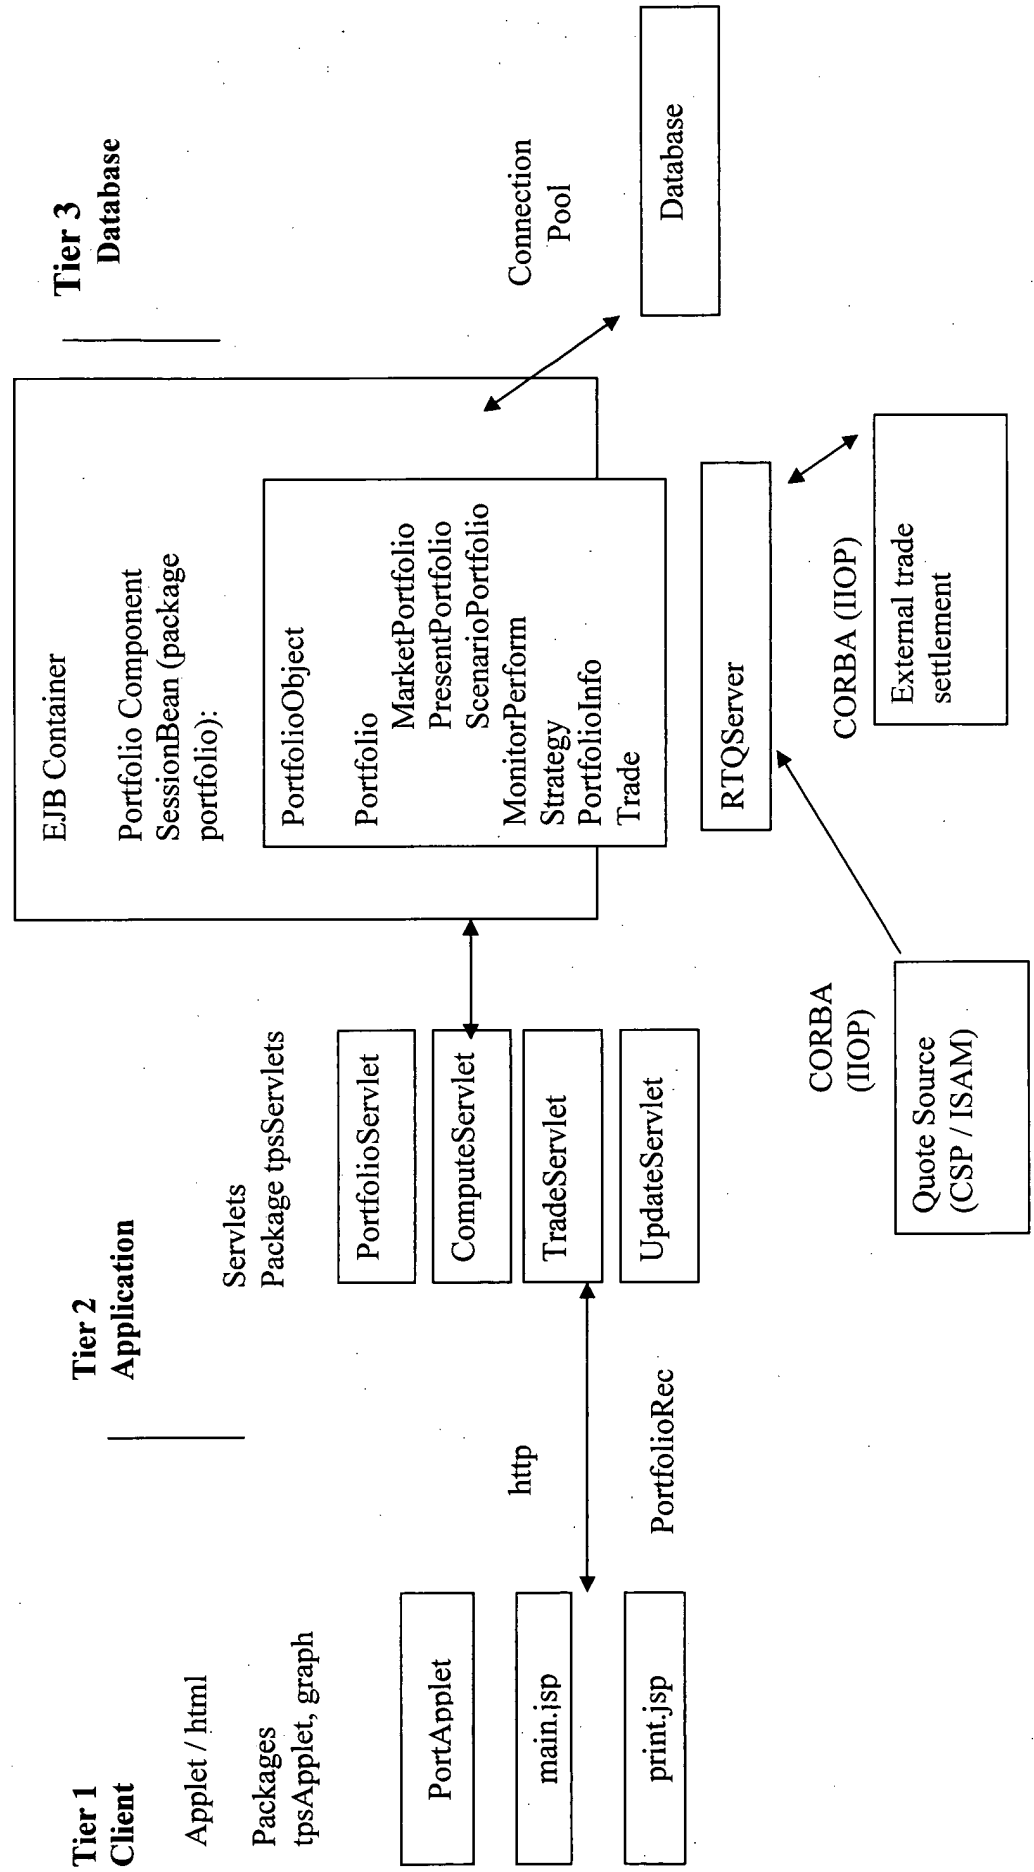 Tier 1
Client
Applet / html
Packages
tpsApplet, graph
PortApplet
main.jsp
print.jsp
http
PortfolioRec
Tier 2
Application
Servlets
Package tpsServlets
PortfolioServlet
ComputeServlet
TradeServlet
UpdateServlet
EJB Container
Portfolio Component
SessionBean (package
portfolio):
PortfolioObject
Portfolio
MarketPortfolio
PresentPortfolio
ScenarioPortfolio
MonitorPerform
Strategy
PortfolioInfo
Trade
RTQServer
CORBA
(IIOP)
Quote Source
(CSP / ISAM)
CORBA (IIOP)
External trade
settlement
Tier 3
Database
Connection
Pool
Database